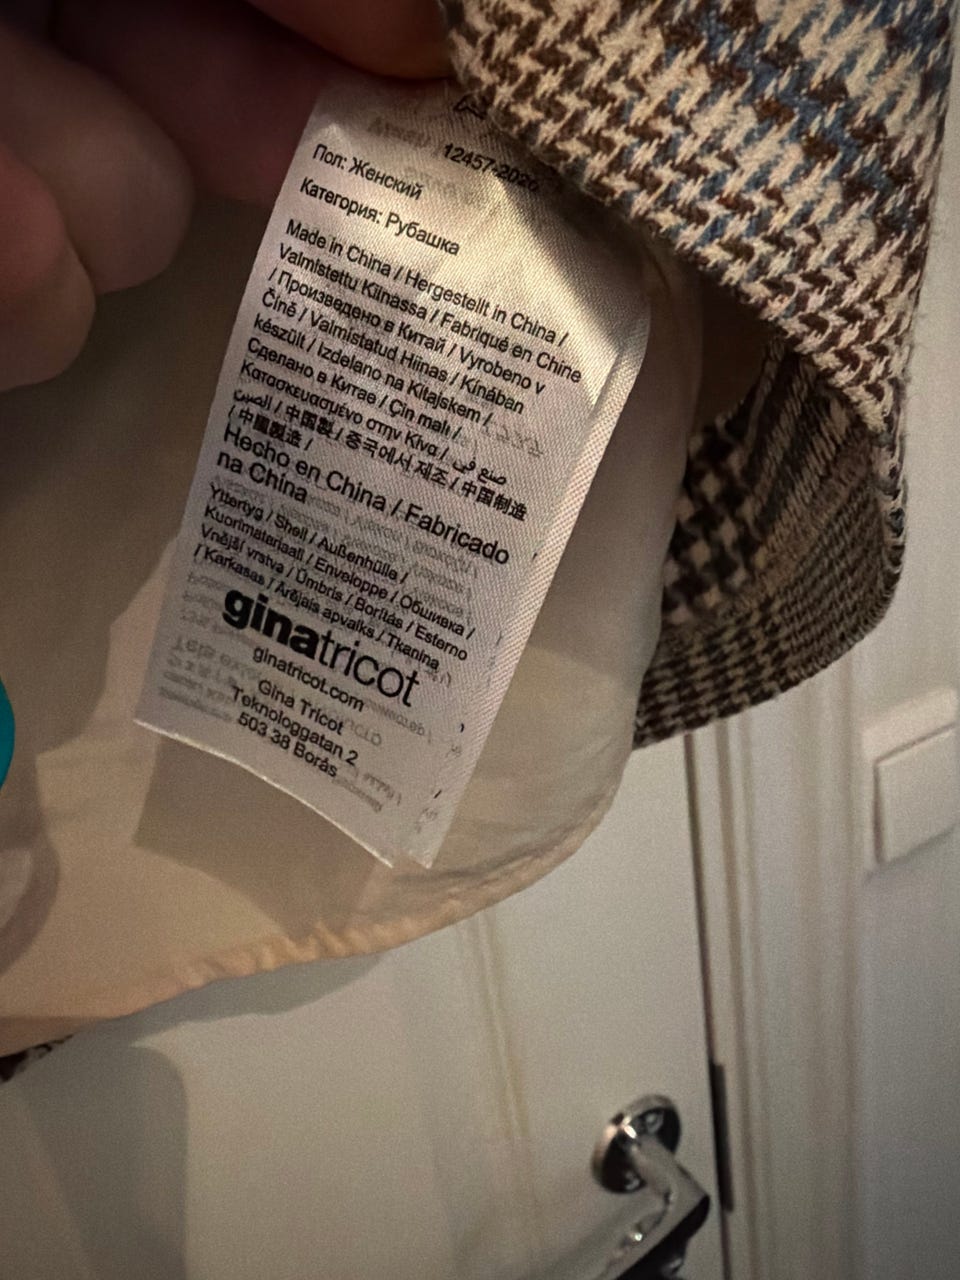 12457-2020
Пол: Женский
Категория: Рубашка
Made in China / Hergestellt in China /
Valmistettu Kiinassa / Fabriqué en Chine
/ Произведено в Китай / Vyrobeno v
Číně / Valmistatud Hiinas / Kínában
készült / Izdelano na Kitajskem /
Сделано в Китае / Çin malı /
Κατασκευασμένο στην Κίνα / صنع في
الصين / 中国製 / 중국에서 제조 / 中国制造
/ 中國製造 /
Hecho en China / Fabricado
na China
Yttertyg / Shell / Außenhülle /
Kuorimateriaali / Enveloppe / Обшивка /
Vnější vrstva / Ümbris / Borítás / Esterno
/ Karkasas / Ārējais apvalks / Tkanina
ginatricot
ginatricot.com
Gina Tricot
Teknologgatan 2
503 38 Borås